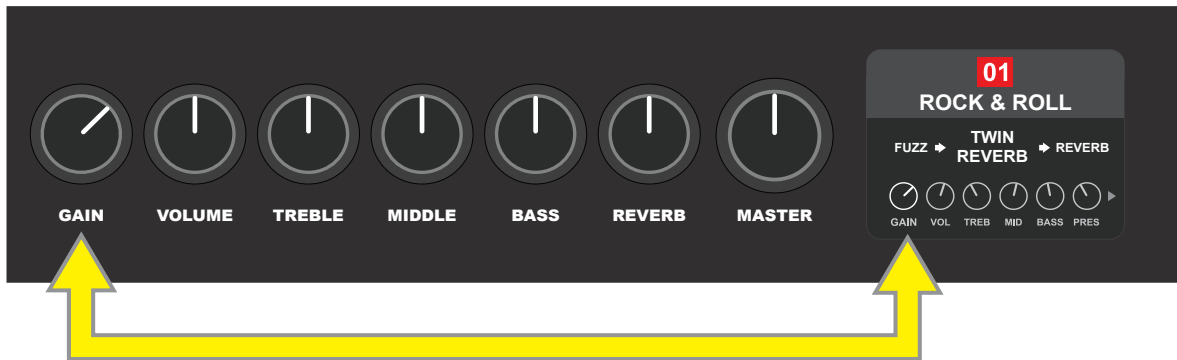 GAIN VOLUME TREBLE MIDDLE BASS REVERB MASTER
01
ROCK & ROLL
FUZZ TWIN REVERB REVERB
GAIN VOL TREB MID BASS PRES